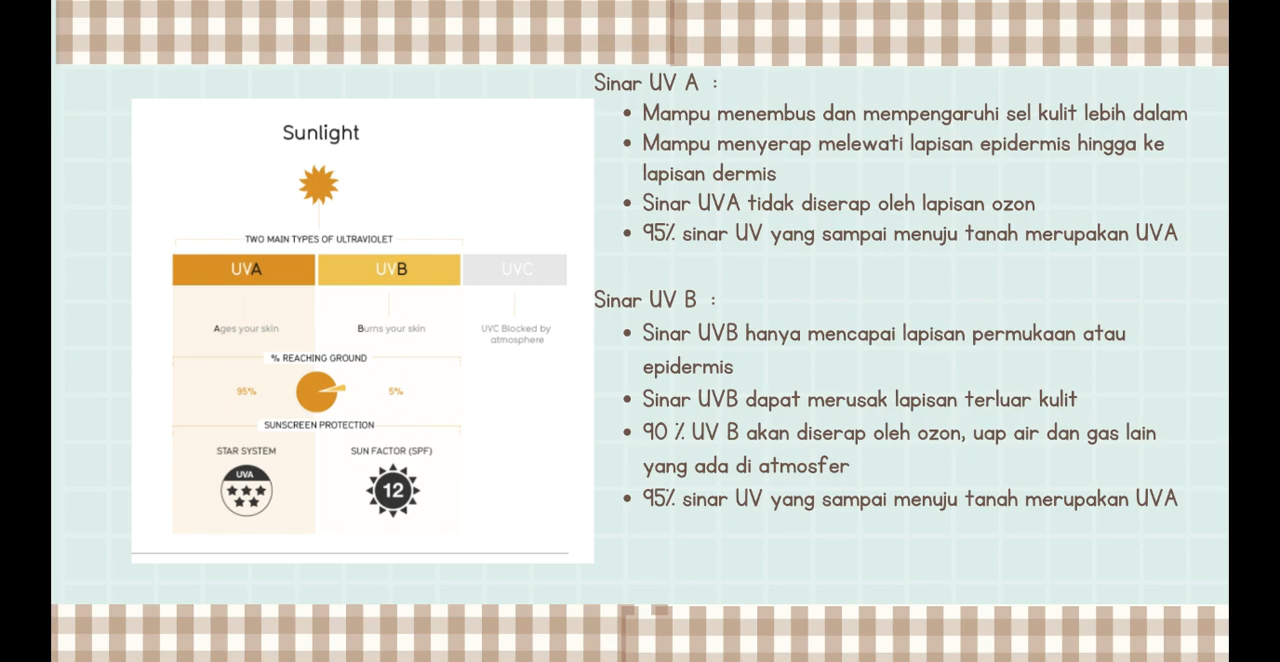 Sunlight
TWO MAIN TYPES OF ULTRAVIOLET
UVA
UVB
UVC
Ages your skin
Burns your skin
UVC Blocked by
atmosphere
% REACHING GROUND
95%
5%
SUNSCREEN PROTECTION
STAR SYSTEM
SUN FACTOR (SPF)
UVA
12
Sinar UV A :
• Mampu menembus dan mempengaruhi sel kulit lebih dalam
• Mampu menyerap melewati lapisan epidermis hingga ke
lapisan dermis
• Sinar UVA tidak diserap oleh lapisan ozon
• 95% sinar UV yang sampai menuju tanah merupakan UVA
Sinar UV B :
• Sinar UVB hanya mencapai lapisan permukaan atau
epidermis
• Sinar UVB dapat merusak lapisan terluar kulit
• 90 % UV B akan diserap oleh ozon, uap air dan gas lain
yang ada di atmosfer
• 95% sinar UV yang sampai menuju tanah merupakan UVA